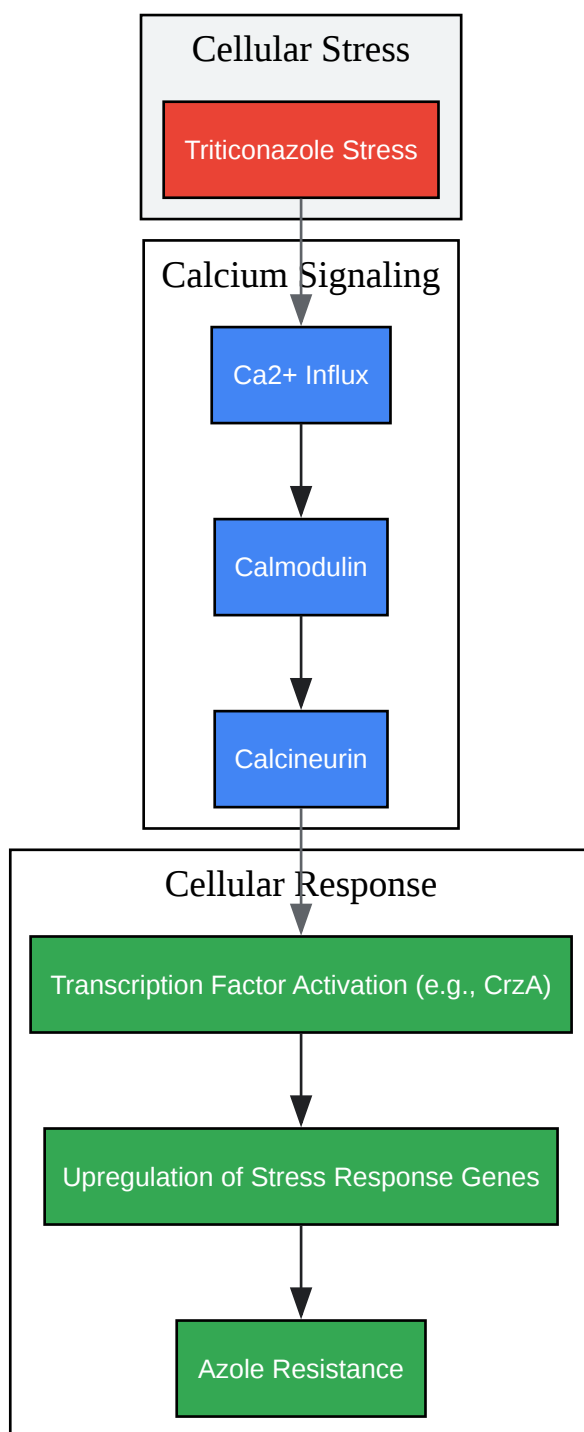 Cellular Stress
Triticonazole Stress
Calcium Signaling
Ca2+ Influx
Calmodulin
Calcineurin
Cellular Response
Transcription Factor Activation (e.g., CrzA)
Upregulation of Stress Response Genes
Azole Resistance